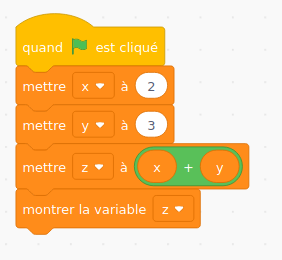 quand est cliqué
mettre x à 2
mettre y à 3
mettre z à x + y
montrer la variable z